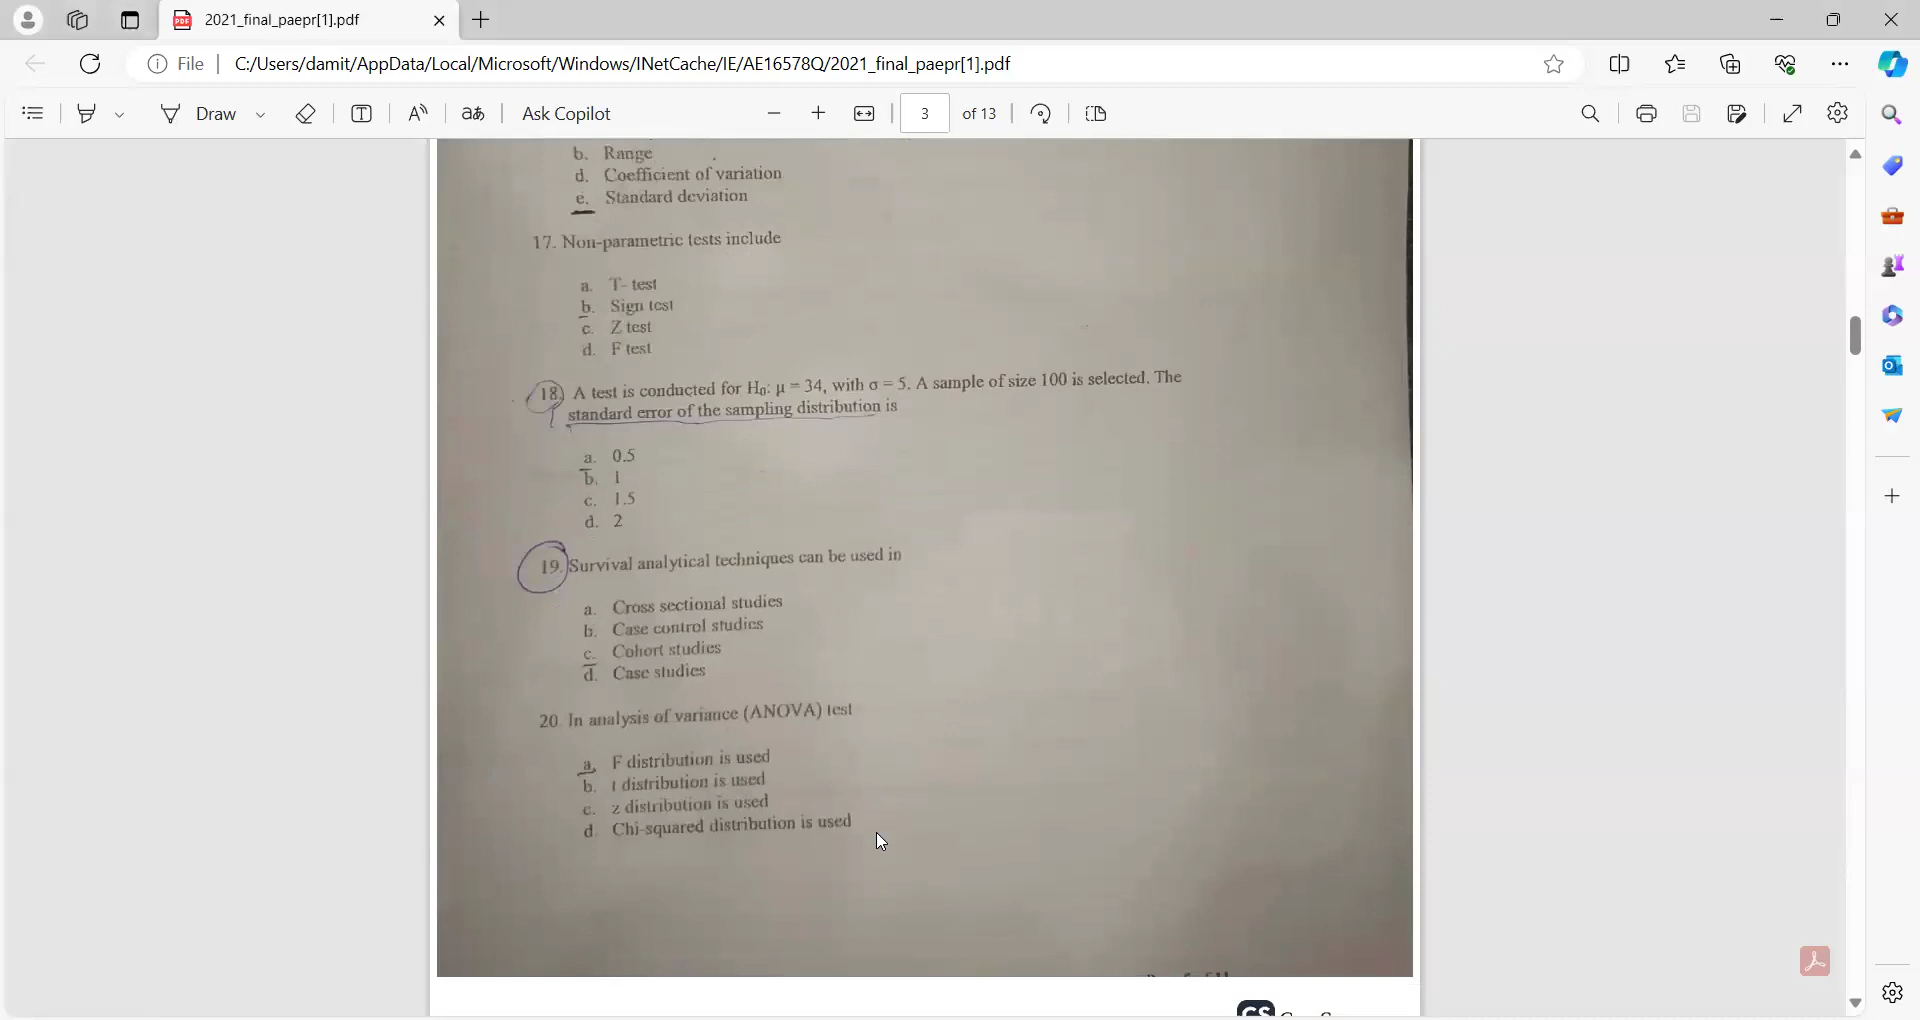 2021_final_paepr[1].pdf
File
C:/Users/damit/AppData/Local/Microsoft/Windows/INetCache/IE/AE16578Q/2021_final_paepr[1].pdf
Draw
Ask Copilot
3 of 13
b. Range
d. Coefficient of variation
e. Standard deviation
17. Non-parametric tests include
a. T- test
b. Sign test
c. Z test
d. F test
18. A test is conducted for H₀: μ = 34, with σ = 5. A sample of size 100 is selected. The
standard error of the sampling distribution is
a. 0.5
b. 1
c. 1.5
d. 2
19. Survival analytical techniques can be used in
a. Cross sectional studies
b. Case control studies
c. Cohort studies
d. Case studies
20. In analysis of variance (ANOVA) test
a. F distribution is used
b. t distribution is used
c. z distribution is used
d. Chi-squared distribution is used
CS